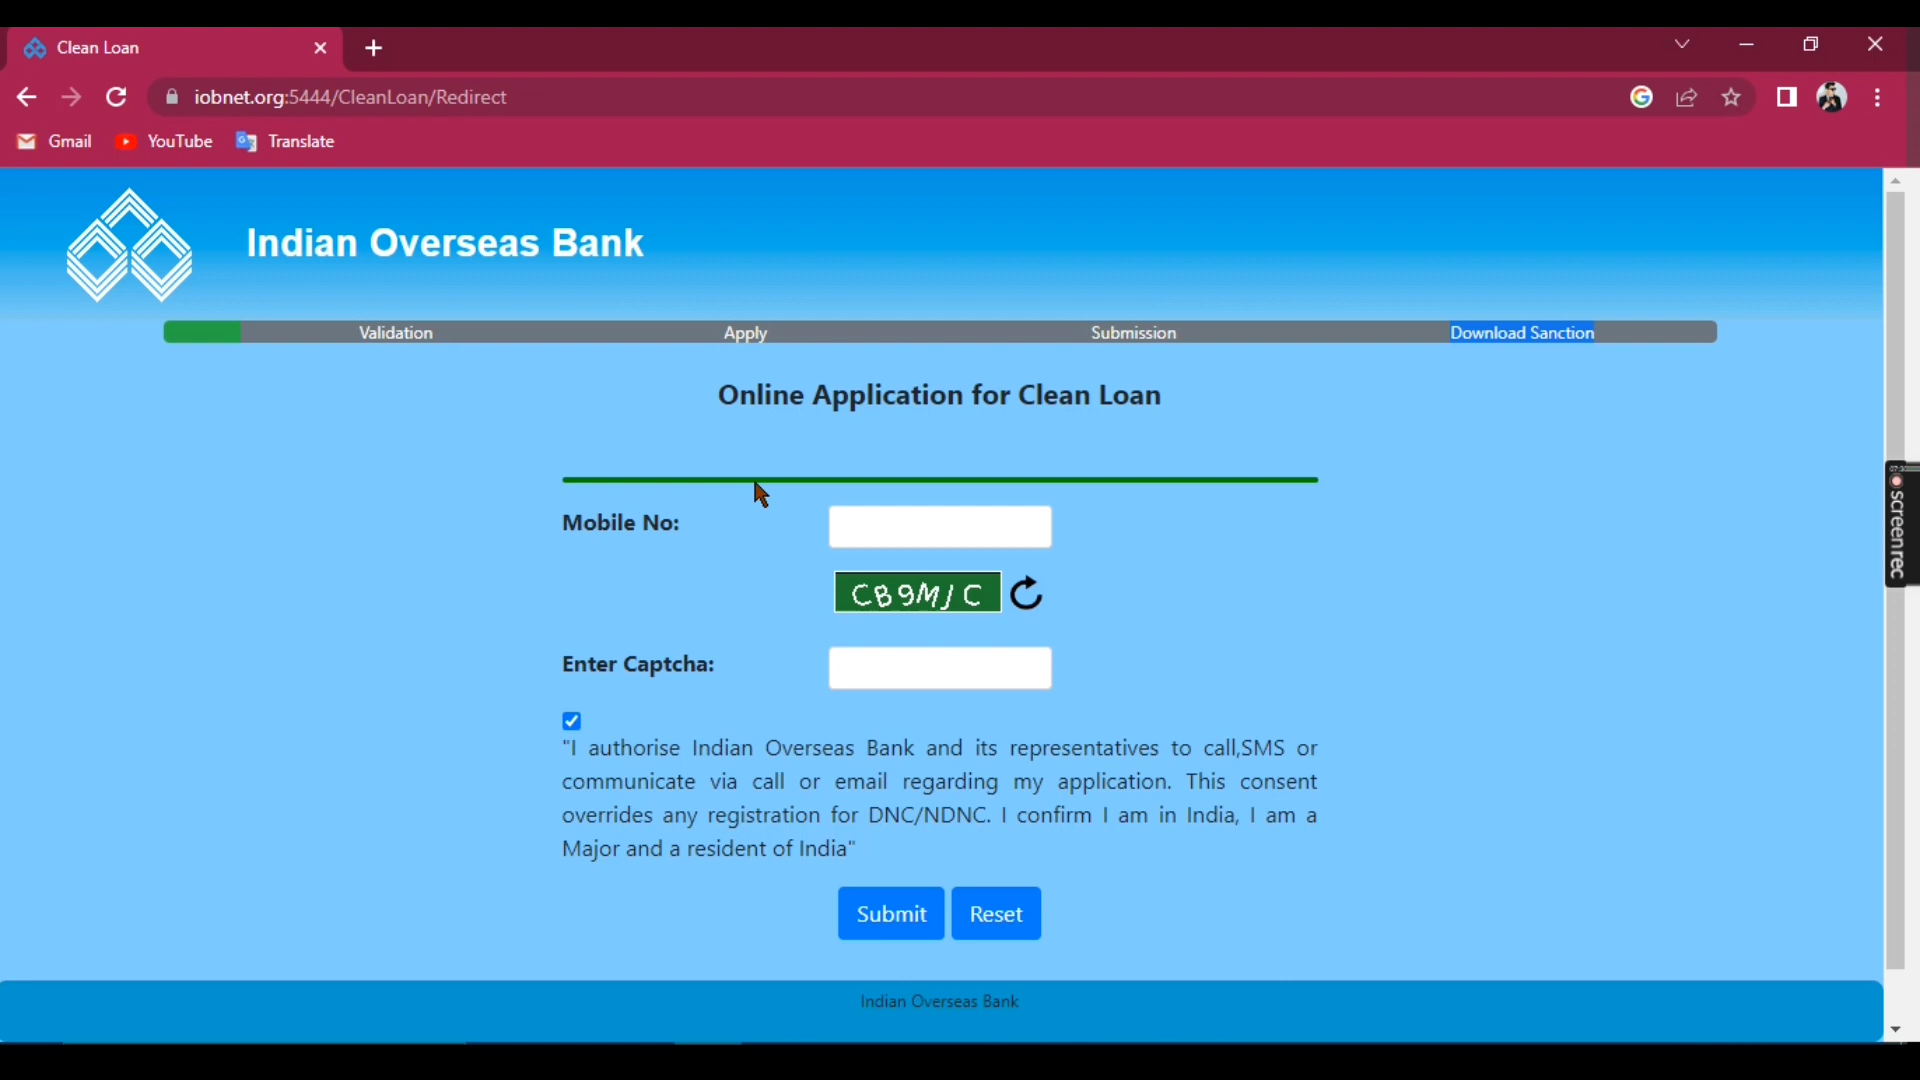 Clean Loan
iobnet.org:5444/CleanLoan/Redirect
Gmail YouTube Translate
Indian Overseas Bank
Validation Apply Submission Download Sanction
Online Application for Clean Loan
Mobile No:
CB9MJC
Enter Captcha:
"I authorise Indian Overseas Bank and its representatives to call,SMS or
communicate via call or email regarding my application. This consent
overrides any registration for DNC/NDNC. I confirm I am in India, I am a
Major and a resident of India"
Submit Reset
Indian Overseas Bank
screenrec